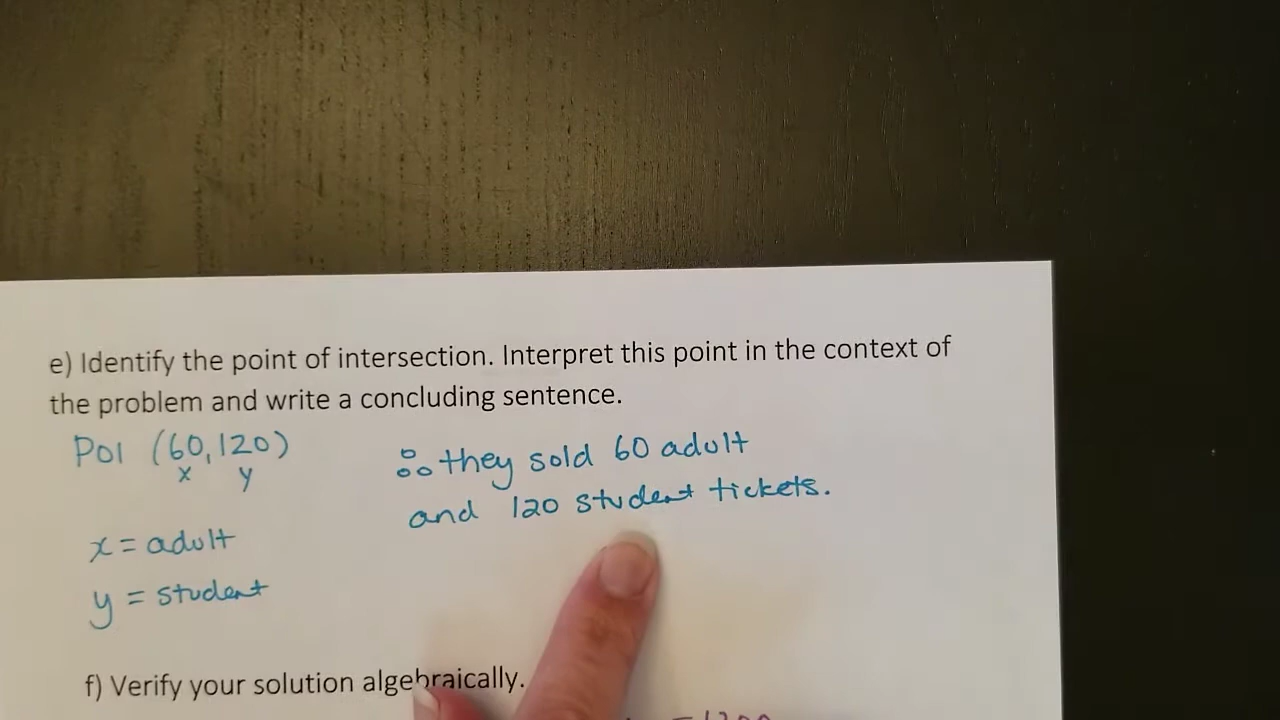 e) Identify the point of intersection. Interpret this point in the context of
the problem and write a concluding sentence.
POI (60,120)
x y
∴ they sold 60 adult
and 120 student tickets.
x = adult
y = student
f) Verify your solution algebraically.